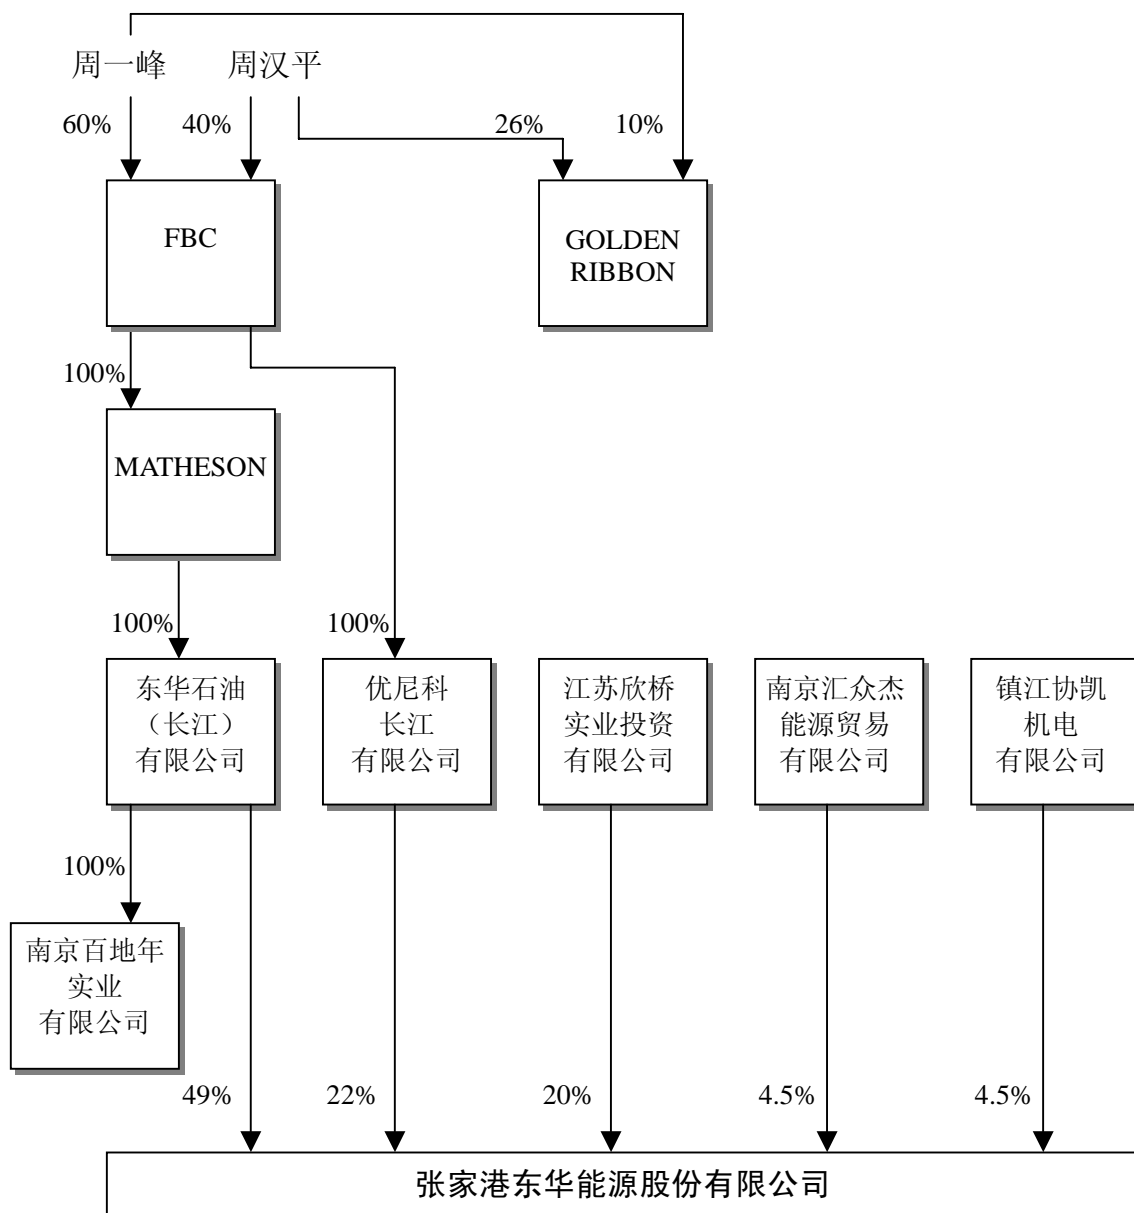 周一峰
周汉平
60%
40%
26%
10%
FBC
GOLDEN
RIBBON
100%
MATHESON
100%
100%
东华石油
（长江）
有限公司
优尼科
长江
有限公司
江苏欣桥
实业投资
有限公司
南京汇众杰
能源贸易
有限公司
镇江协凯
机电
有限公司
100%
南京百地年
实业
有限公司
49%
22%
20%
4.5%
4.5%
张家港东华能源股份有限公司